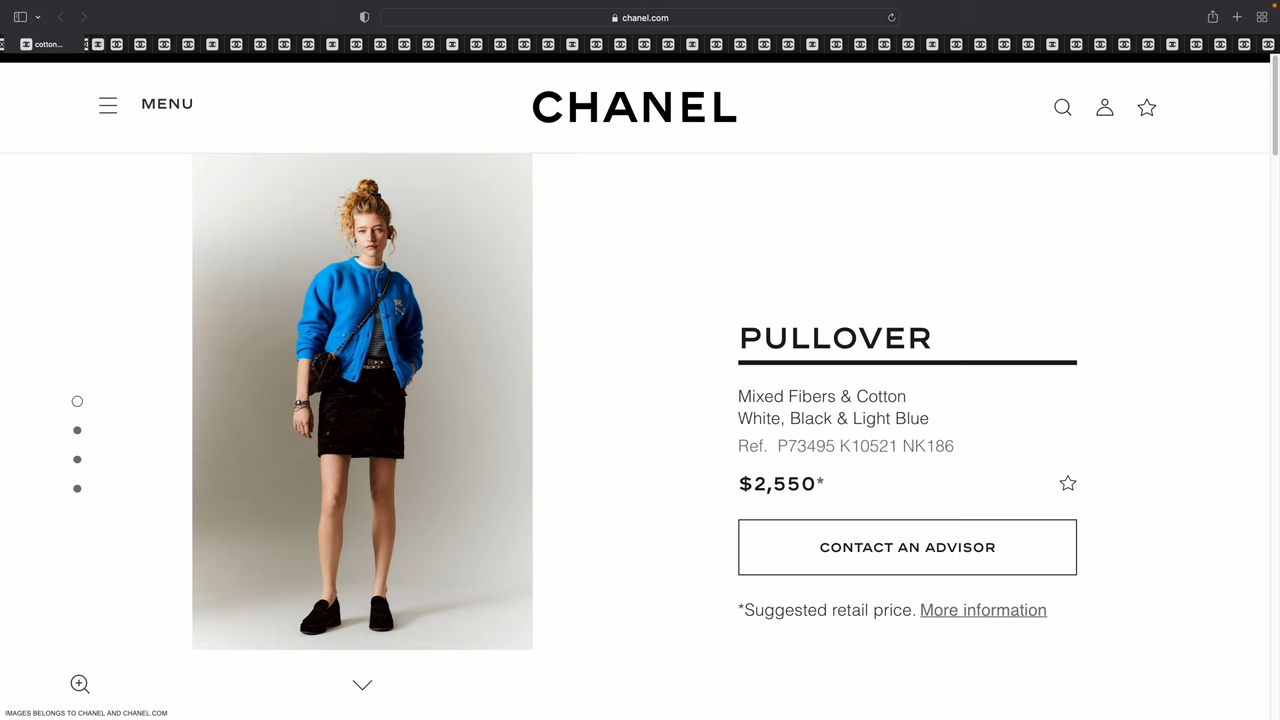 chanel.com
cotton...
MENU
CHANEL
PULLOVER
Mixed Fibers & Cotton
White, Black & Light Blue
Ref. P73495 K10521 NK186
$2,550*
CONTACT AN ADVISOR
*Suggested retail price. More information
IMAGES BELONGS TO CHANEL AND CHANEL.COM